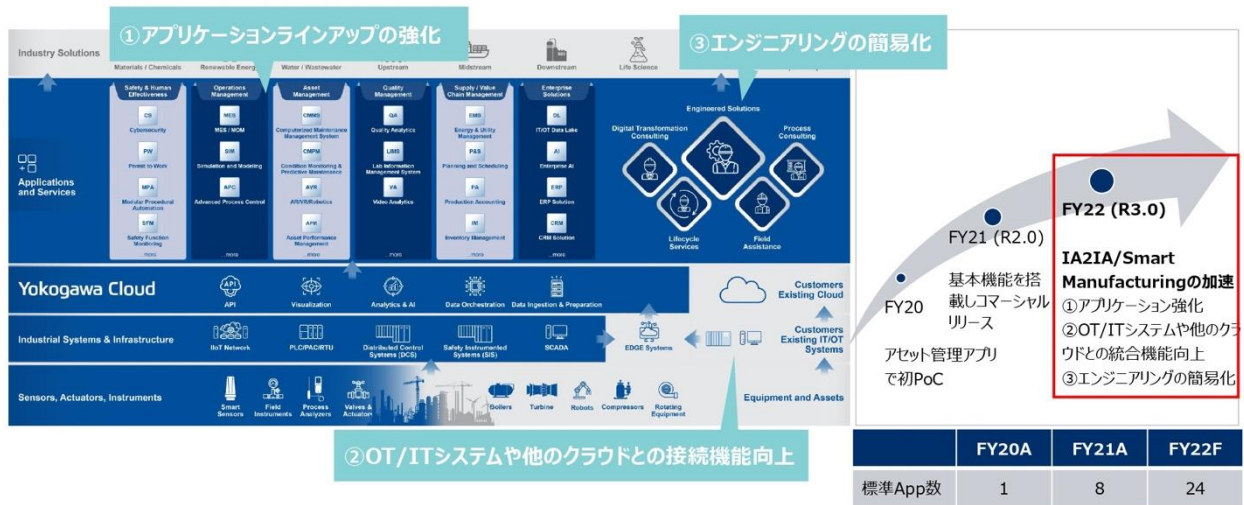 ①アプリケーションラインアップの強化
③エンジニアリングの簡易化
Industry Solutions
Materials / Chemicals
Renewable Energy
Water / Wastewater
Upstream
Midstream
Downstream
Life Science
Applications
and Services
Safety & Human
Effectiveness
CS
Cybersecurity
PW
Permit to Work
MPA
Modular Procedural
Automation
SFM
Safety Function
Monitoring
...more
Operations
Management
MES
MES / MOM
SIM
Simulation and Modeling
APC
Advanced Process Control
...more
Asset
Management
CMMS
Computerized Maintenance
Management System
CMPM
Condition Monitoring &
Predictive Maintenance
AVR
AR/VR/Robotics
APM
Asset Performance
Management
...more
Quality
Management
QA
Quality Analytics
LIMS
Lab Information
Management System
VA
Video Analytics
...more
Supply / Value
Chain Management
EMS
Energy & Utility
Management
P&S
Planning and Scheduling
PA
Production Accounting
IM
Inventory Management
...more
Enterprise
Solutions
DL
IT/OT Data Lake
AI
Enterprise AI
ERP
ERP Solution
CRM
CRM Solution
...more
Engineered Solutions
Digital Transformation
Consulting
Process
Consulting
Lifecycle
Services
Field
Assistance
Yokogawa Cloud
API
API
Visualization
Analytics & AI
Data Orchestration
Data Ingestion & Preparation
Customers
Existing Cloud
Industrial Systems & Infrastructure
IIoT Network
PLC/PAC/RTU
Distributed Control
Systems (DCS)
Safety Instrumented
Systems (SIS)
SCADA
EDGE Systems
Customers
Existing IT/OT
Systems
Sensors, Actuators, Instruments
Smart
Sensors
Field
Instruments
Process
Analyzers
Valves &
Actuators
Boilers
Turbine
Robots
Compressors
Rotating
Equipment
Equipment and Assets
②OT/ITシステムや他のクラウドとの接続機能向上
FY20
アセット管理アプリ
で初PoC
FY21 (R2.0)
基本機能を搭
載しコマーシャル
リリース
FY22 (R3.0)
IA2IA/Smart
Manufacturingの加速
①アプリケーション強化
②OT/ITシステムや他のクラ
ウドとの統合機能向上
③エンジニアリングの簡易化
FY20A FY21A FY22F
標準App数 1 8 24